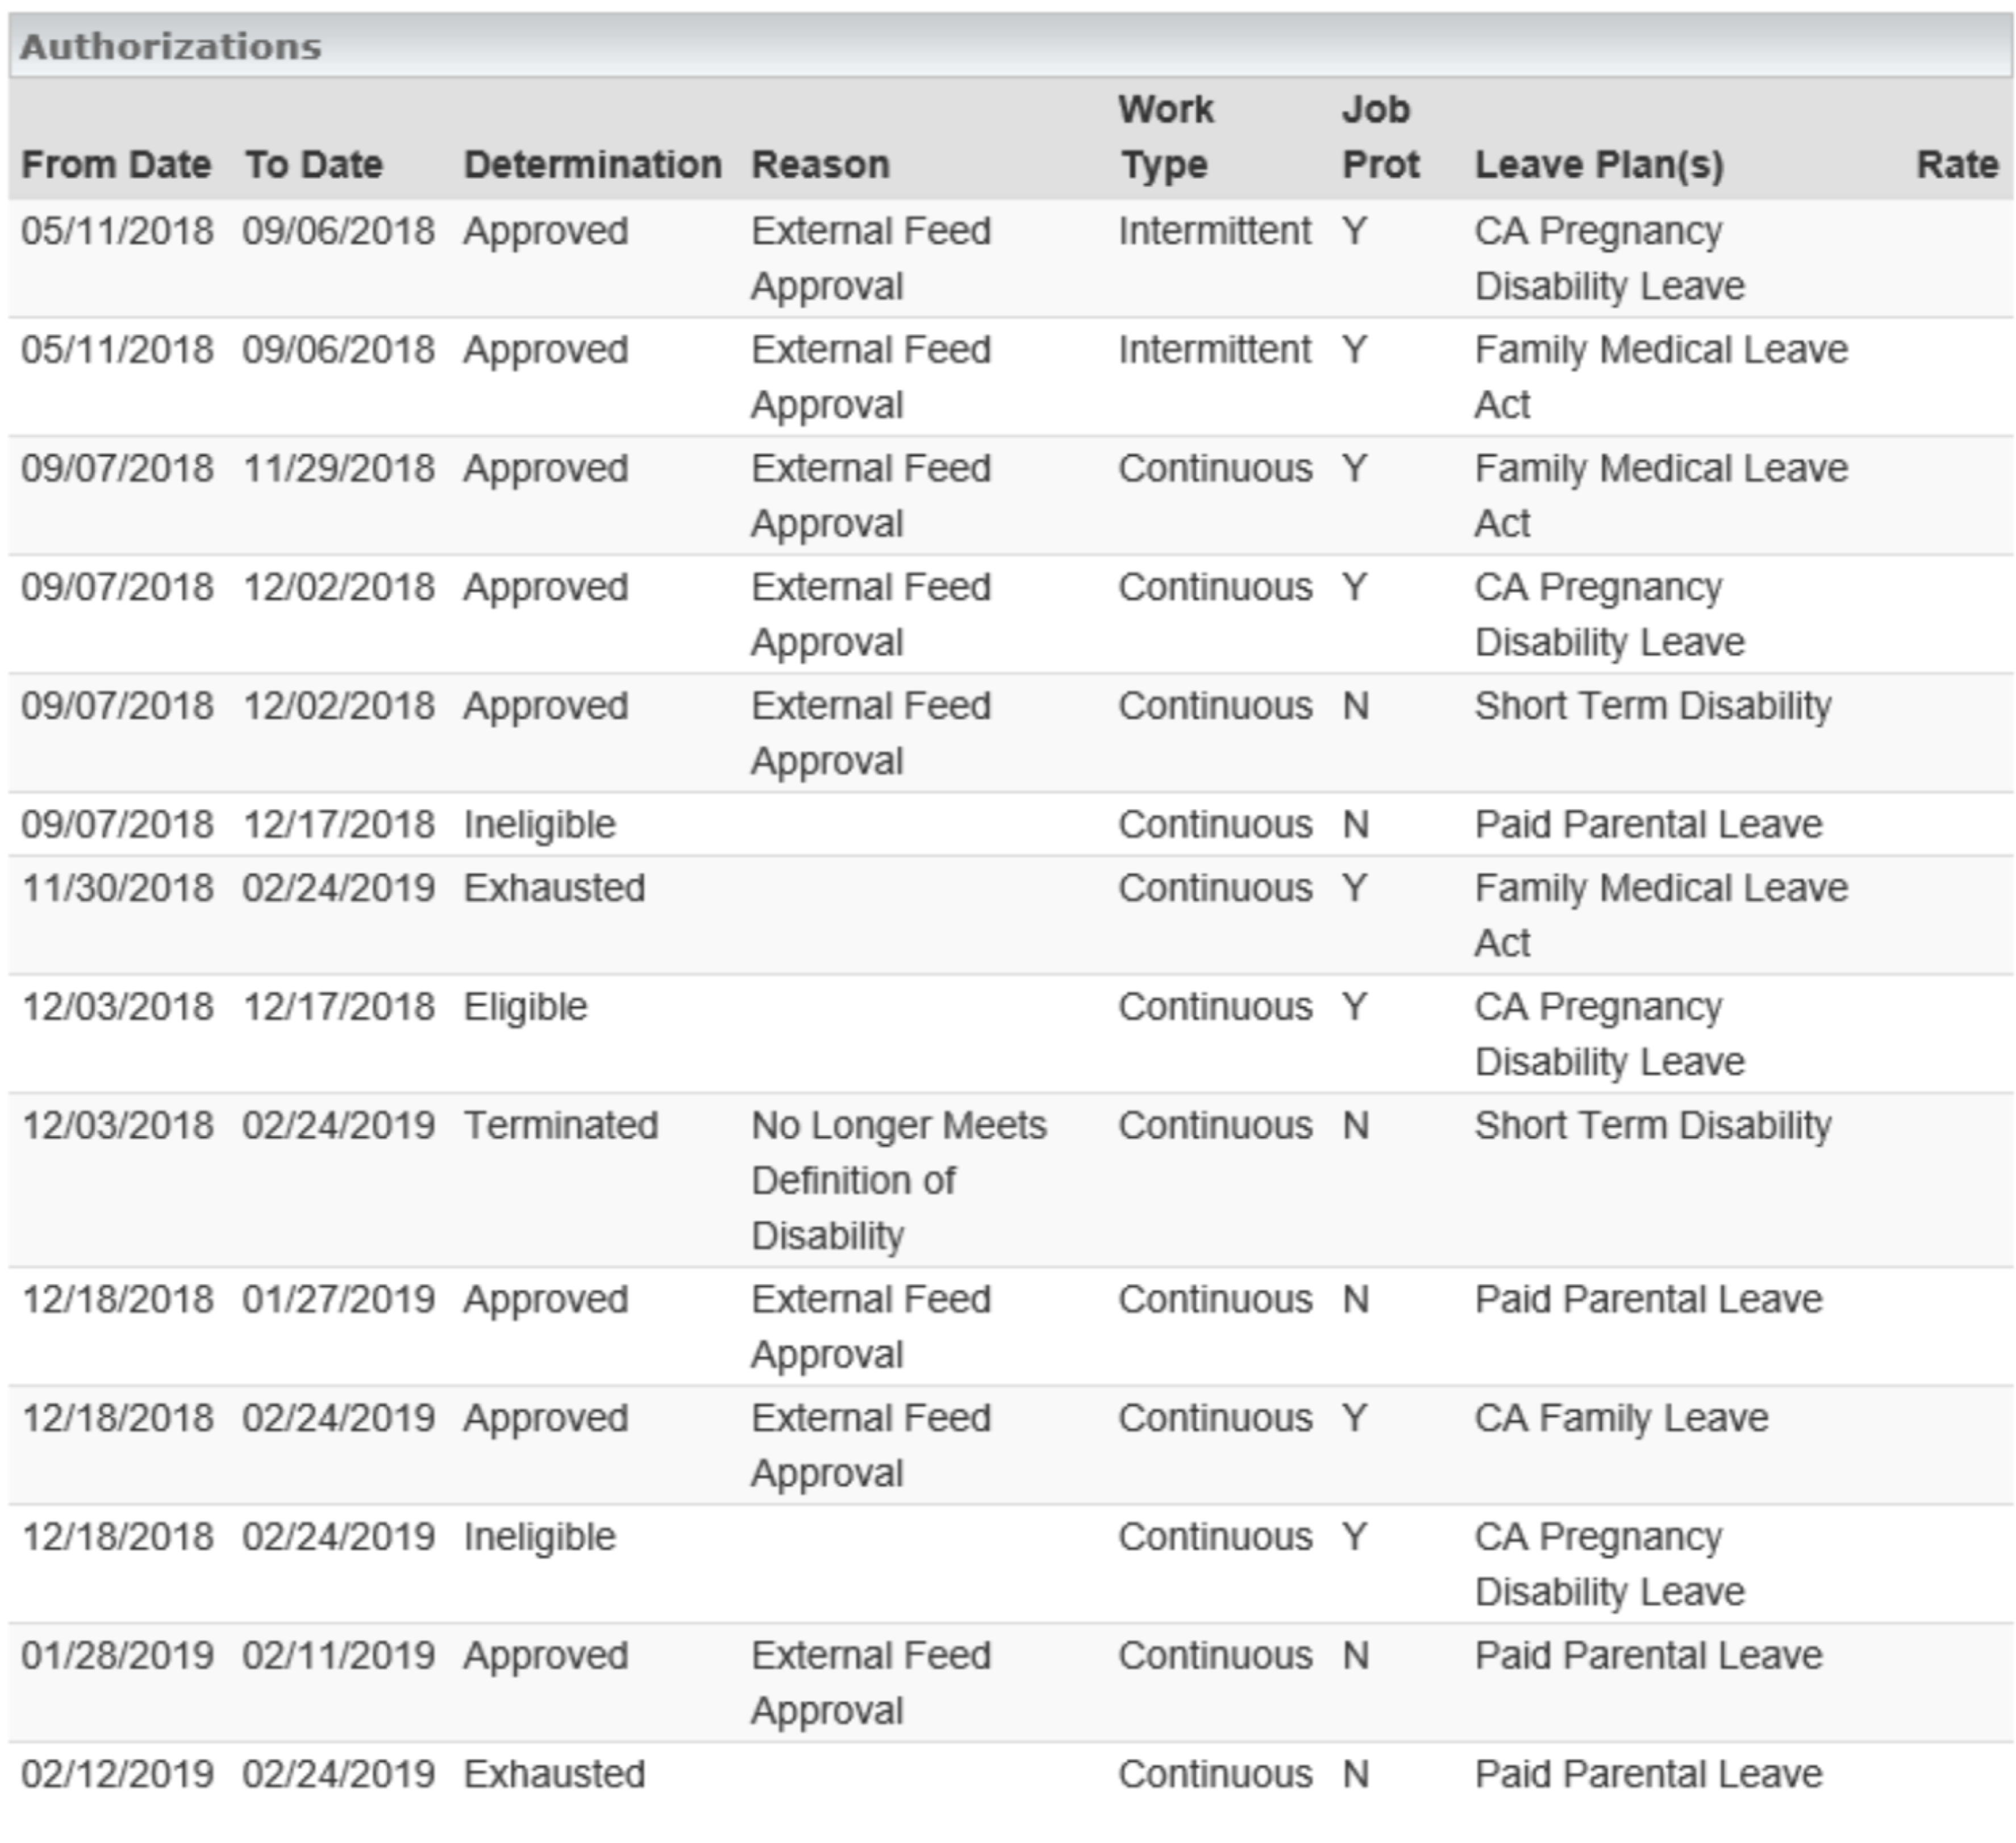 Authorizations
From Date To Date Determination Reason Work Type Job Prot Leave Plan(s) Rate
05/11/2018 09/06/2018 Approved External Feed Intermittent Y CA Pregnancy
Approval Disability Leave
05/11/2018 09/06/2018 Approved External Feed Intermittent Y Family Medical Leave
Approval Act
09/07/2018 11/29/2018 Approved External Feed Continuous Y Family Medical Leave
Approval Act
09/07/2018 12/02/2018 Approved External Feed Continuous Y CA Pregnancy
Approval Disability Leave
09/07/2018 12/02/2018 Approved External Feed Continuous N Short Term Disability
Approval
09/07/2018 12/17/2018 Ineligible Continuous N Paid Parental Leave
11/30/2018 02/24/2019 Exhausted Continuous Y Family Medical Leave
Act
12/03/2018 12/17/2018 Eligible Continuous Y CA Pregnancy
Disability Leave
12/03/2018 02/24/2019 Terminated No Longer Meets Continuous N Short Term Disability
Definition of
Disability
12/18/2018 01/27/2019 Approved External Feed Continuous N Paid Parental Leave
Approval
12/18/2018 02/24/2019 Approved External Feed Continuous Y CA Family Leave
Approval
12/18/2018 02/24/2019 Ineligible Continuous Y CA Pregnancy
Disability Leave
01/28/2019 02/11/2019 Approved External Feed Continuous N Paid Parental Leave
Approval
02/12/2019 02/24/2019 Exhausted Continuous N Paid Parental Leave